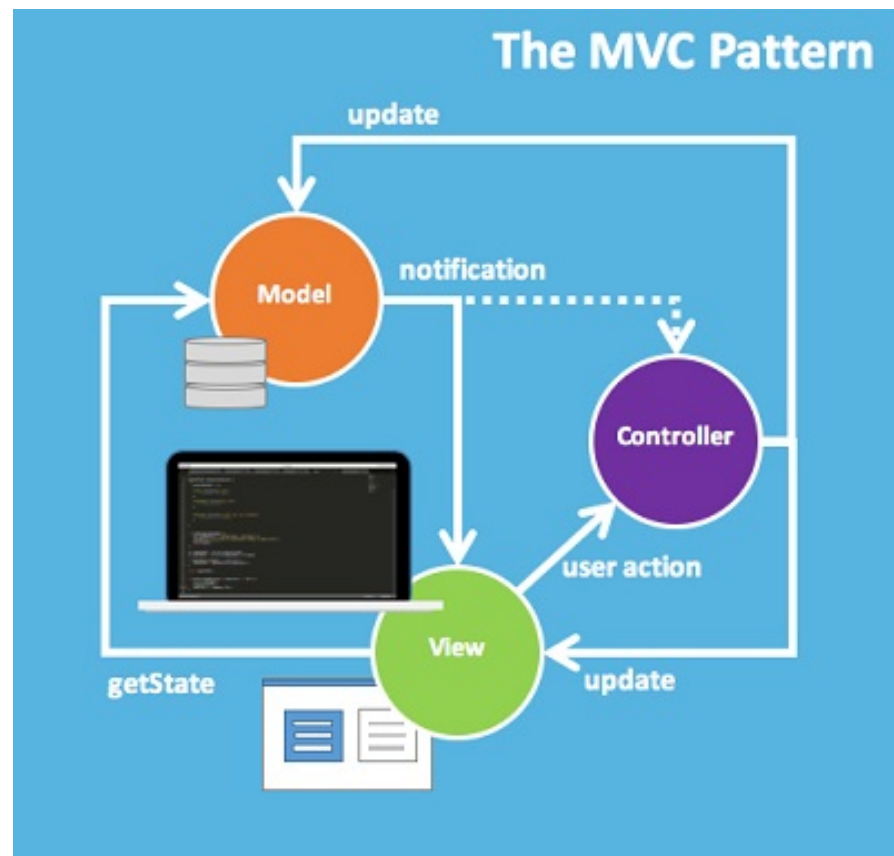 The MVC Pattern
update
notification
Model
Controller
user action
View
getState
update